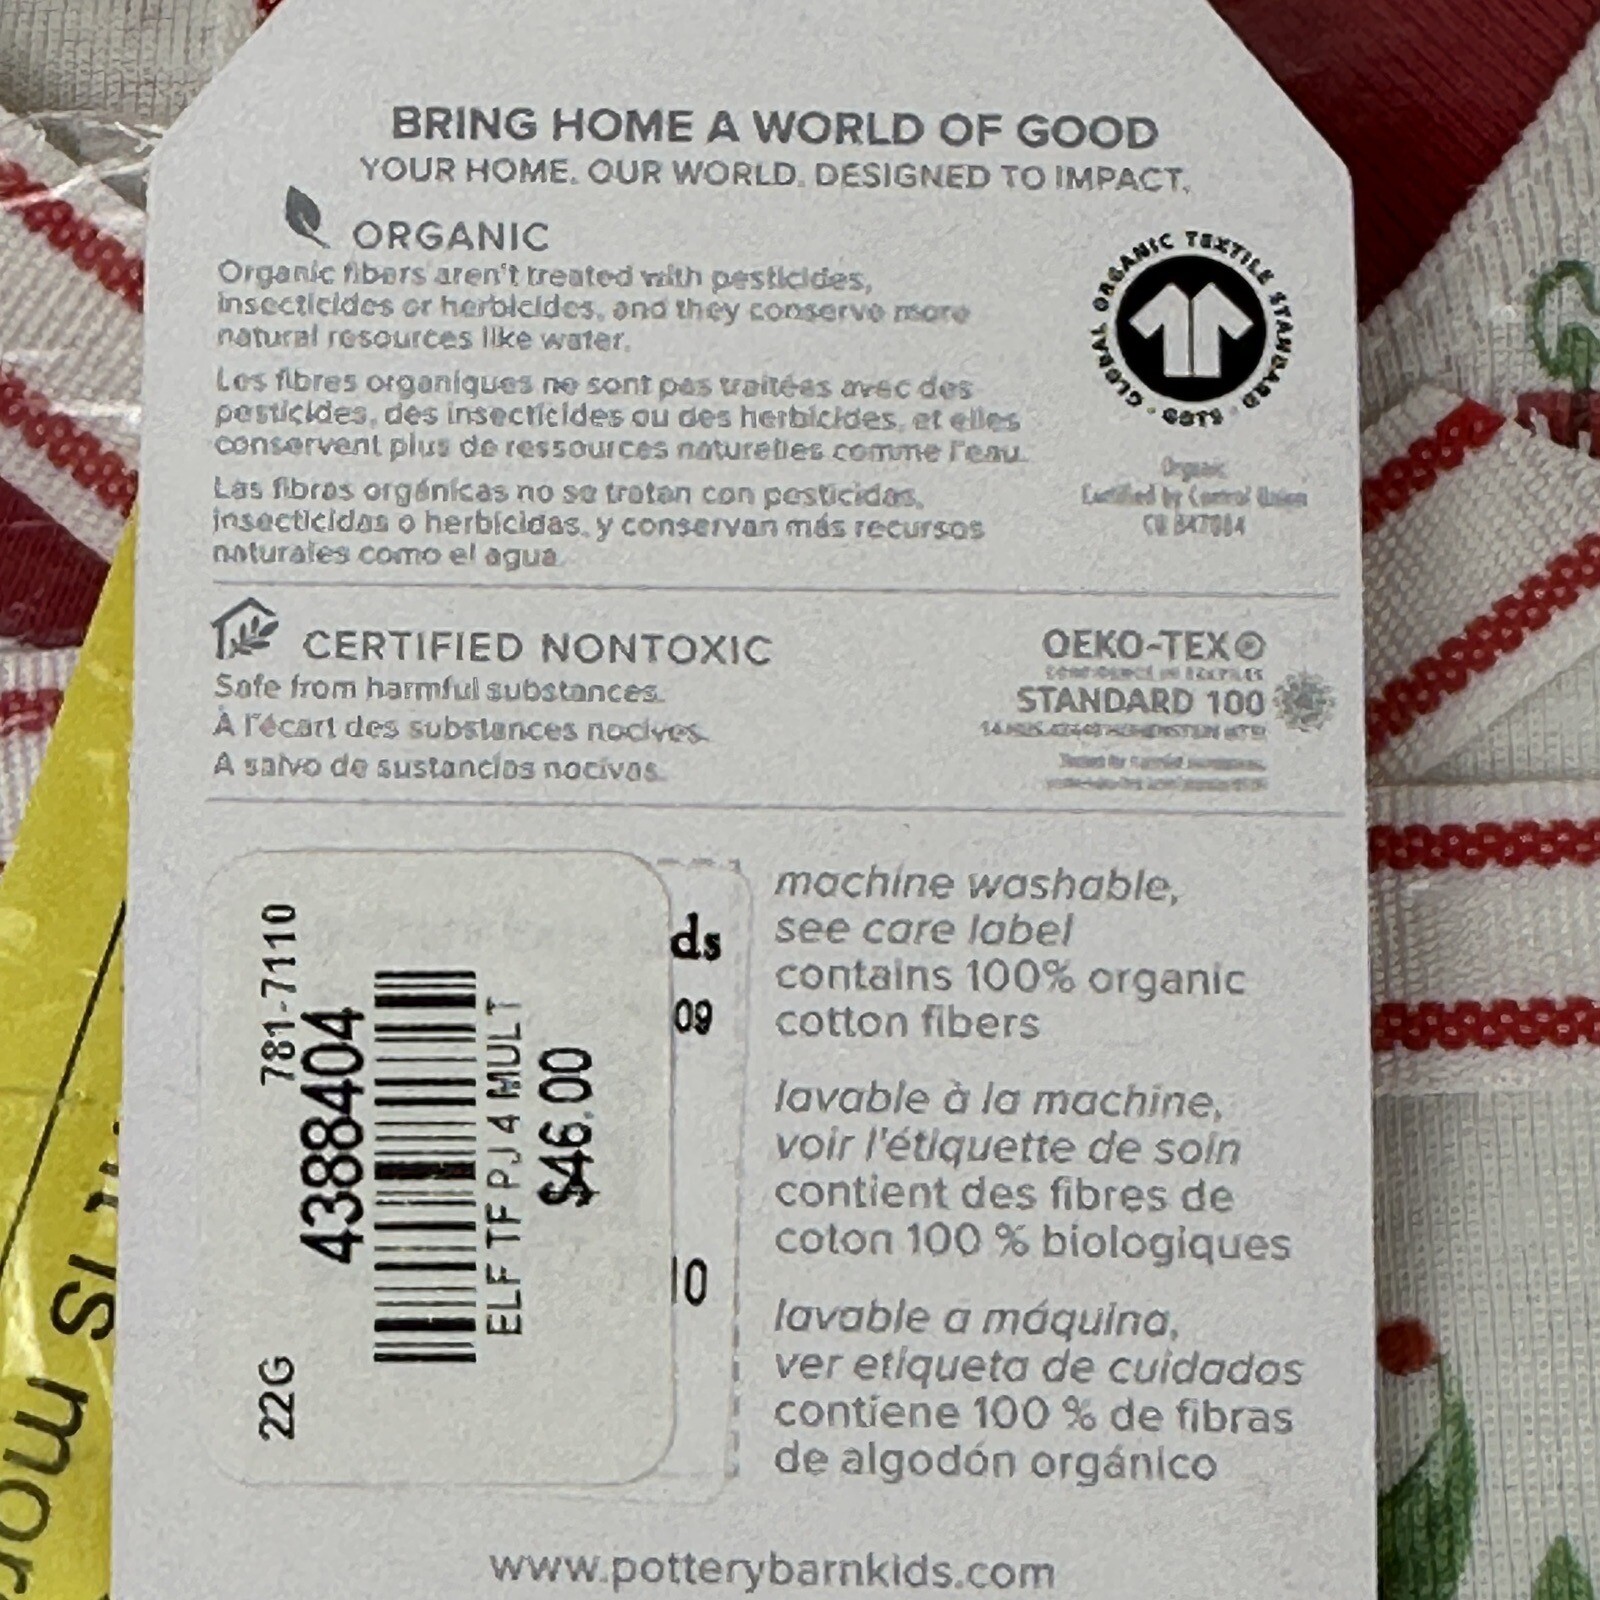 BRING HOME A WORLD OF GOOD
YOUR HOME. OUR WORLD. DESIGNED TO IMPACT.
ORGANIC
Organic fibers aren't treated with pesticides,
insecticides or herbicides, and they conserve more
natural resources like water.
Les fibres organiques ne sont pas traitées avec des
pesticides, des insecticides ou des herbicides, et elles
conservent plus de ressources naturelles comme l'eau.
Las fibras orgánicas no se tratan con pesticidas,
insecticidas o herbicidas, y conservan más recursos
naturales como el agua.
GLOBAL ORGANIC TEXTILE STANDARD · GOTS ·
Organic
Certified by Control Union
CU 847084
CERTIFIED NONTOXIC
Safe from harmful substances.
À l'écart des substances nocives.
A salvo de sustancias nocivas.
OEKO-TEX®
CONFIDENCE IN TEXTILES
STANDARD 100
781-7110
4388404
ELF TF PJ 4 MULT
$46.00
22G
ds
09
10
machine washable,
see care label
contains 100% organic
cotton fibers
lavable à la machine,
voir l'étiquette de soin
contient des fibres de
coton 100 % biologiques
lavable a máquina,
ver etiqueta de cuidados
contiene 100 % de fibras
de algodón orgánico
www.potterybarnkids.com